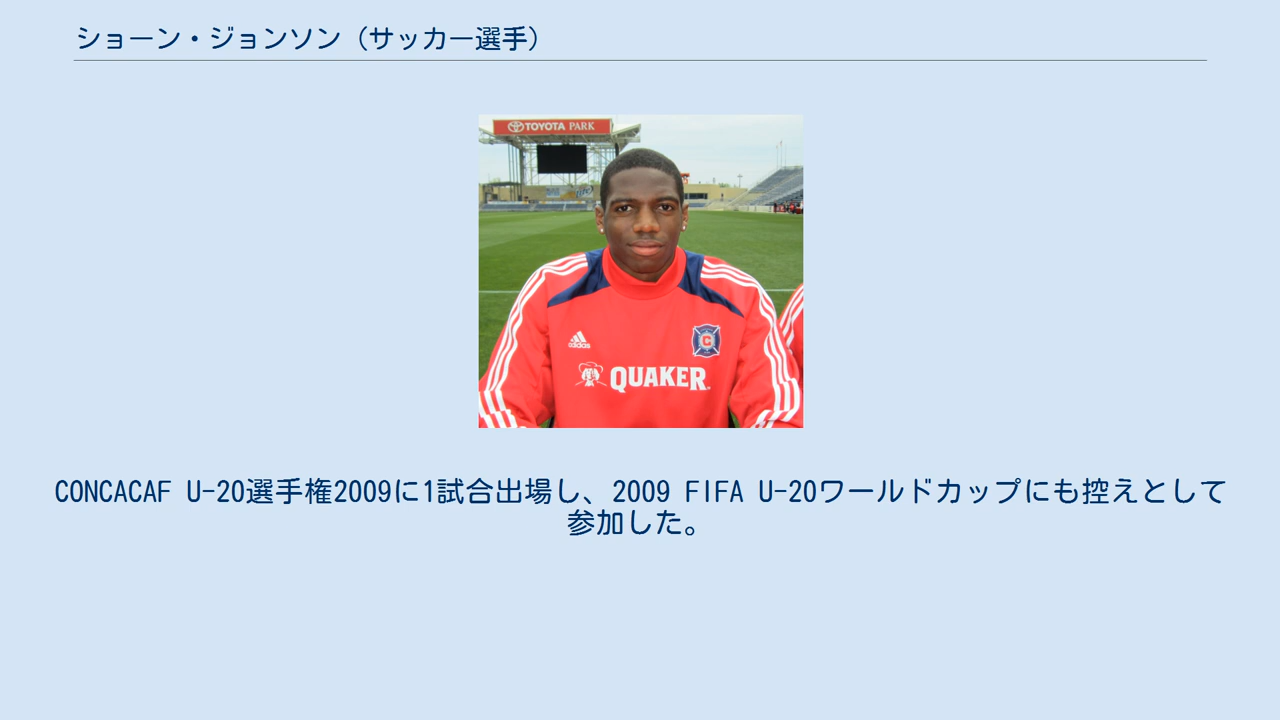 ショーン・ジョンソン（サッカー選手）
TOYOTA PARK
adidas
C
QUAKER
CONCACAF U-20選手権2009に1試合出場し、2009 FIFA U-20ワールドカップにも控えとして
参加した。